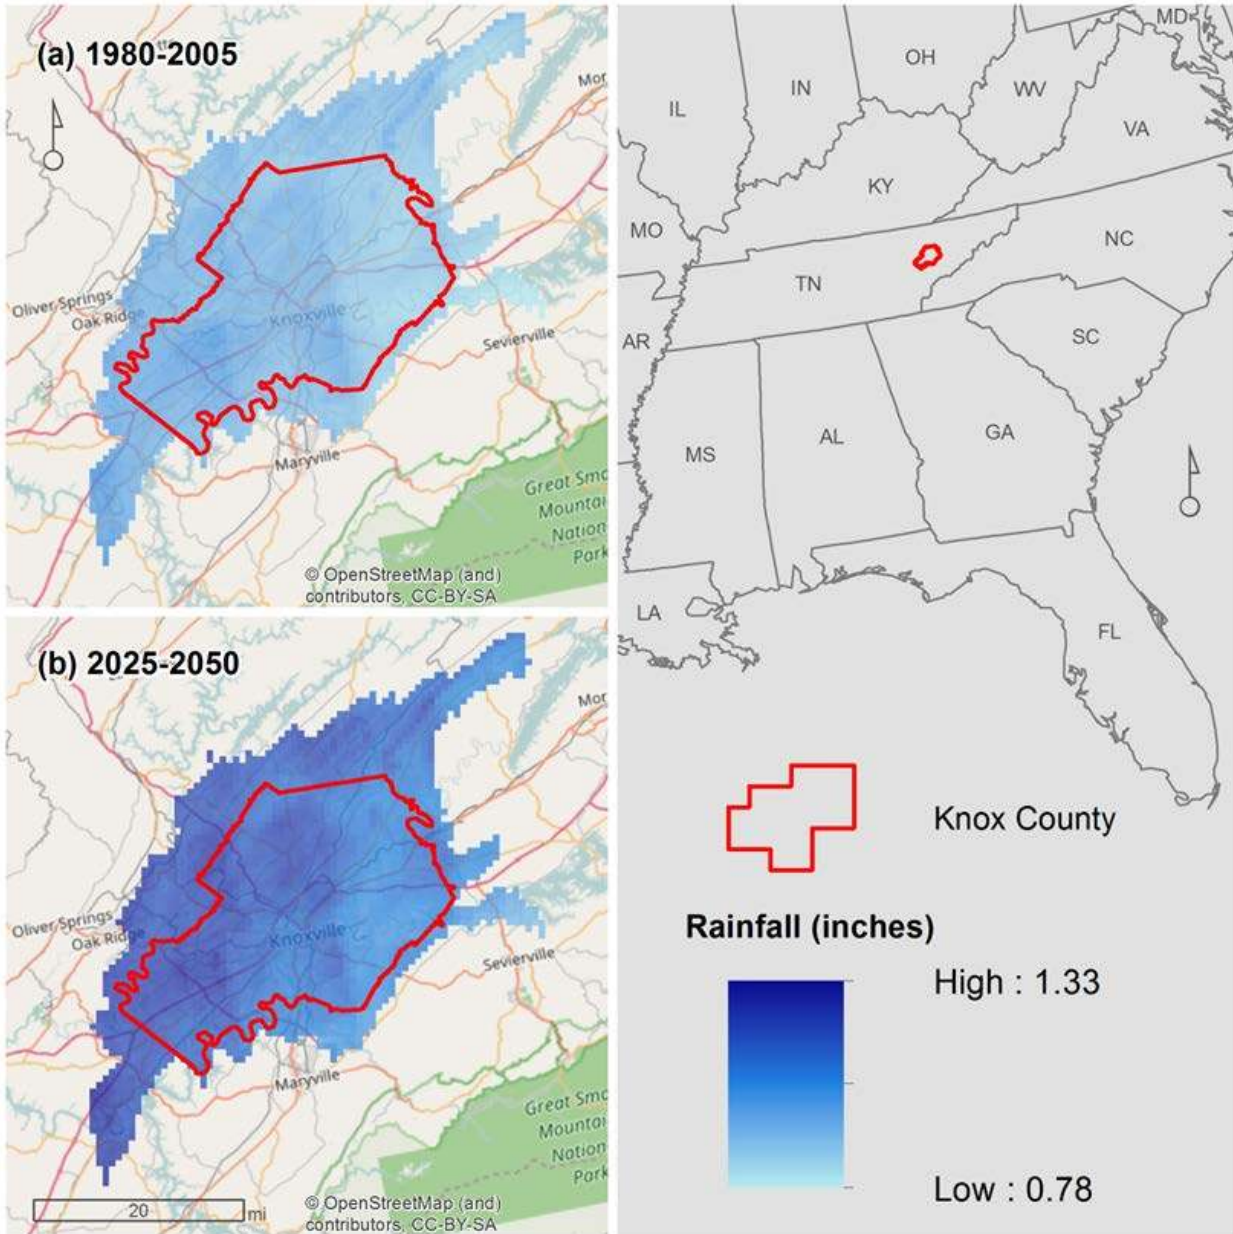 (a) 1980-2005
Mor
Oliver Springs
Oak Ridge
Knoxville
Sevierville
Maryville
Great Smo
Mountai
Nation
Park
© OpenStreetMap (and)
contributors, CC-BY-SA
(b) 2025-2050
Mor
Oliver Springs
Oak Ridge
Knoxville
Sevierville
Maryville
Great Smo
Mountai
Nation
Park
20 mi
© OpenStreetMap (and)
contributors, CC-BY-SA
MD
OH
IN
WV
IL
VA
KY
MO
NC
TN
SC
AR
GA
AL
MS
LA
FL
Knox County
Rainfall (inches)
High : 1.33
Low : 0.78